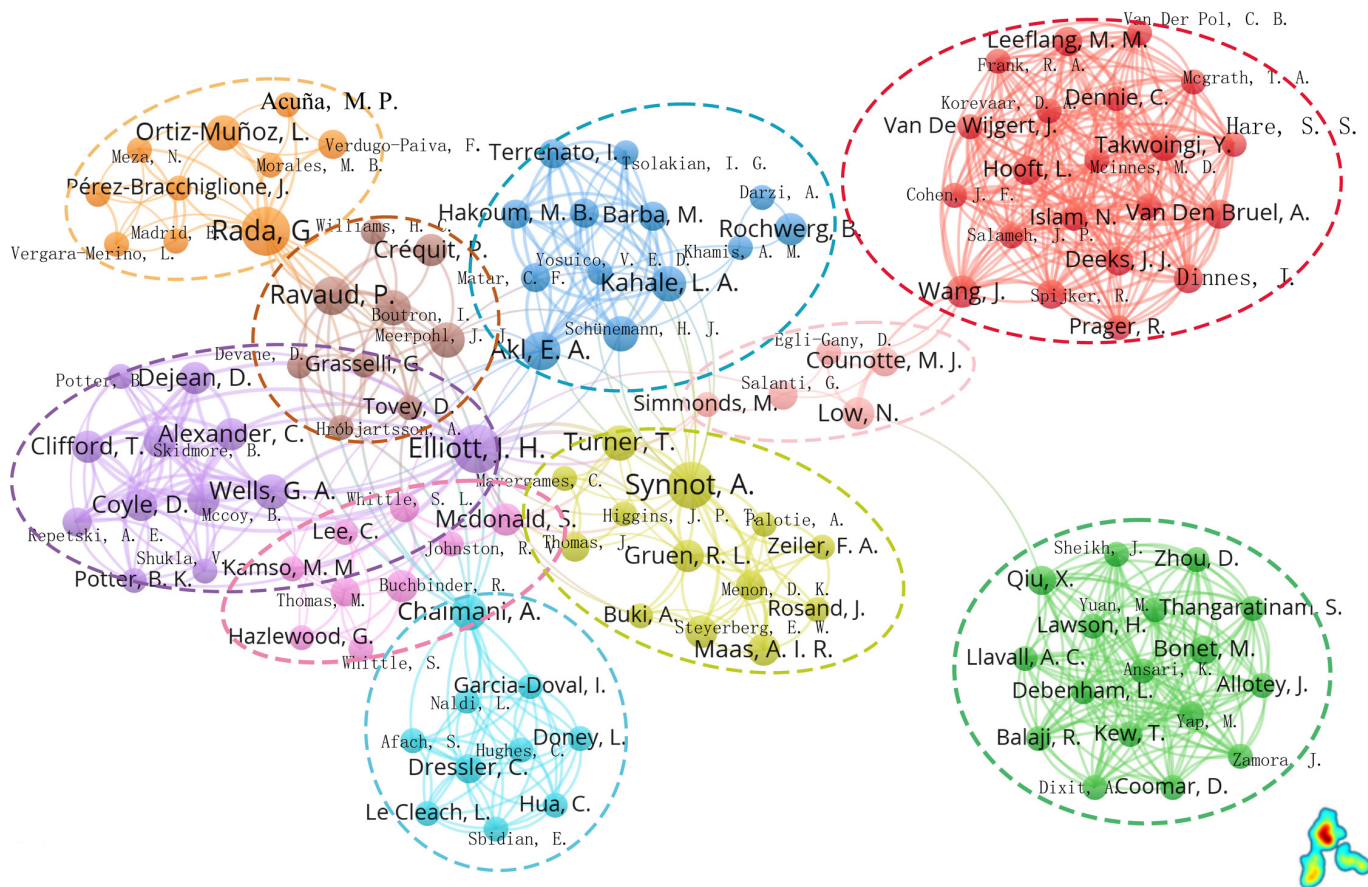 Acuña, M. P.
Ortiz-Muñoz, L.
Verdugo-Paiva, F.
Meza, N.
Morales, M. B.
Pérez-Bracchiglione, J.
Rada, G
Madrid, E.
Vergara-Merino, L.
Williams, H. C.
Créquit, P.
Ravaud, P.
Boutron, I.
Meerpohl, J. J.
Devane, D.
Grasselli, G.
Tovey, D.
Hróbjartsson, A.
Terrenato, I.
Tsolakian, I. G.
Darzi, A.
Hakoum, M. B.
Barba, M.
Rochwerg, B.
Khamis, A. M.
Yosuico, V. E. D.
Matar, C. F.
Kahale, L. A.
Schünemann, H. J.
Akl, E. A.
Van Der Pol, C. B.
Leeflang, M. M.
Frank, R. A.
Mcgrath, T. A.
Dennie, C.
Korevaar, D. A.
Van De Wijgert, J.
Hare, S. S.
Takwoingi, Y.
Mcinnes, M. D.
Hooft, L.
Cohen, J. F.
Islam, N.
Van Den Bruel, A.
Salameh, J. P.
Deeks, J. J.
Dinnes, J.
Wang, J.
Spijker, R.
Prager, R.
Egli-Gany, D.
Counotte, M. J.
Salanti, G.
Simmonds, M.
Low, N.
Potter, B.
Dejean, D.
Clifford, T.
Alexander, C.
Skidmore, B.
Elliott, J. H.
Wells, G. A.
Coyle, D.
Mccoy, B.
Repetski, A. E.
Shukla, V.
Potter, B. K.
Whittle, S. L.
Lee, C.
Mcdonald, S.
Johnston, R. V.
Kamso, M. M.
Buchbinder, R.
Thomas, M.
Hazlewood, G.
Whittle, S.
Turner, T.
Synnot, A.
Mavergames, C.
Higgins, J. P. T.
Palotie, A.
Thomas, J.
Gruen, R. L.
Zeiler, F. A.
Menon, D. K.
Rosand, J.
Buki, A.
Steyerberg, E. W.
Maas, A. I. R.
Chaimani, A.
Garcia-Doval, I.
Naldi, L.
Afach, S.
Hughes, C.
Doney, L.
Dressler, C.
Le Cleach, L.
Hua, C.
Sbidian, E.
Sheikh, J.
Zhou, D.
Qiu, X.
Yuan, M.
Thangaratinam, S.
Lawson, H.
Bonet, M.
Llavall, A. C.
Ansari, K.
Allotey, J.
Debenham, L.
Yap, M.
Balaji, R.
Kew, T.
Zamora, J.
Dixit, A.
Coomar, D.